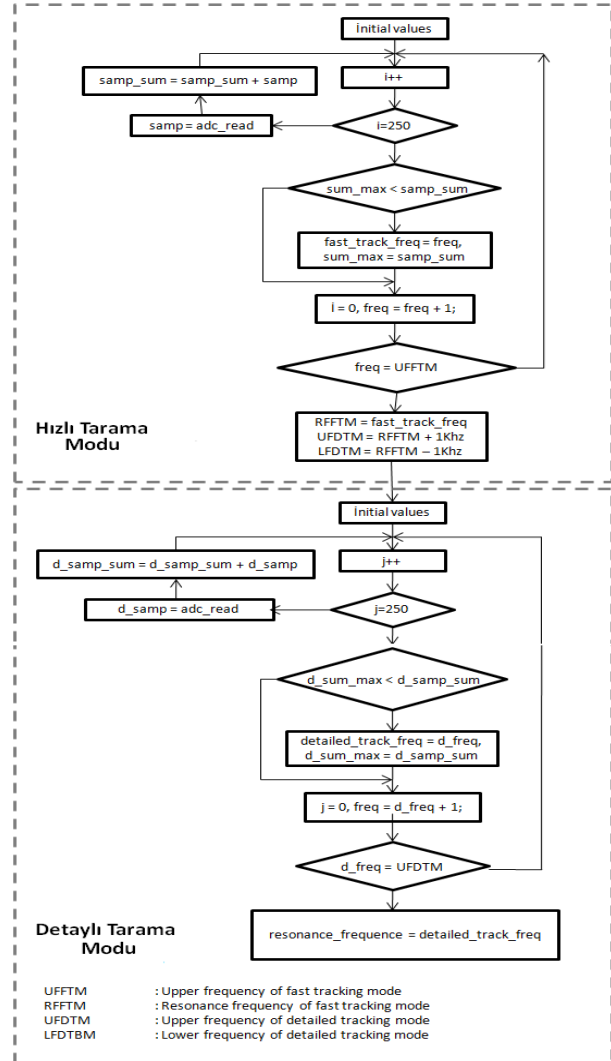 İnitial values
samp_sum = samp_sum + samp
i++
samp = adc_read
i=250
sum_max < samp_sum
fast_track_freq = freq,
sum_max = samp_sum
İ = 0, freq = freq + 1;
freq = UFFTM
RFFTM = fast_track_freq
UFDTM = RFFTM + 1Khz
LFDTM = RFFTM – 1Khz
Hızlı Tarama
Modu
İnitial values
d_samp_sum = d_samp_sum + d_samp
j++
d_samp = adc_read
j=250
d_sum_max < d_samp_sum
detailed_track_freq = d_freq,
d_sum_max = d_samp_sum
j = 0, freq = d_freq + 1;
d_freq = UFDTM
resonance_frequence = detailed_track_freq
Detaylı Tarama
Modu
UFFTM : Upper frequency of fast tracking mode
RFFTM : Resonance frequency of fast tracking mode
UFDTM : Upper frequency of detailed tracking mode
LFDTBM : Lower frequency of detailed tracking mode